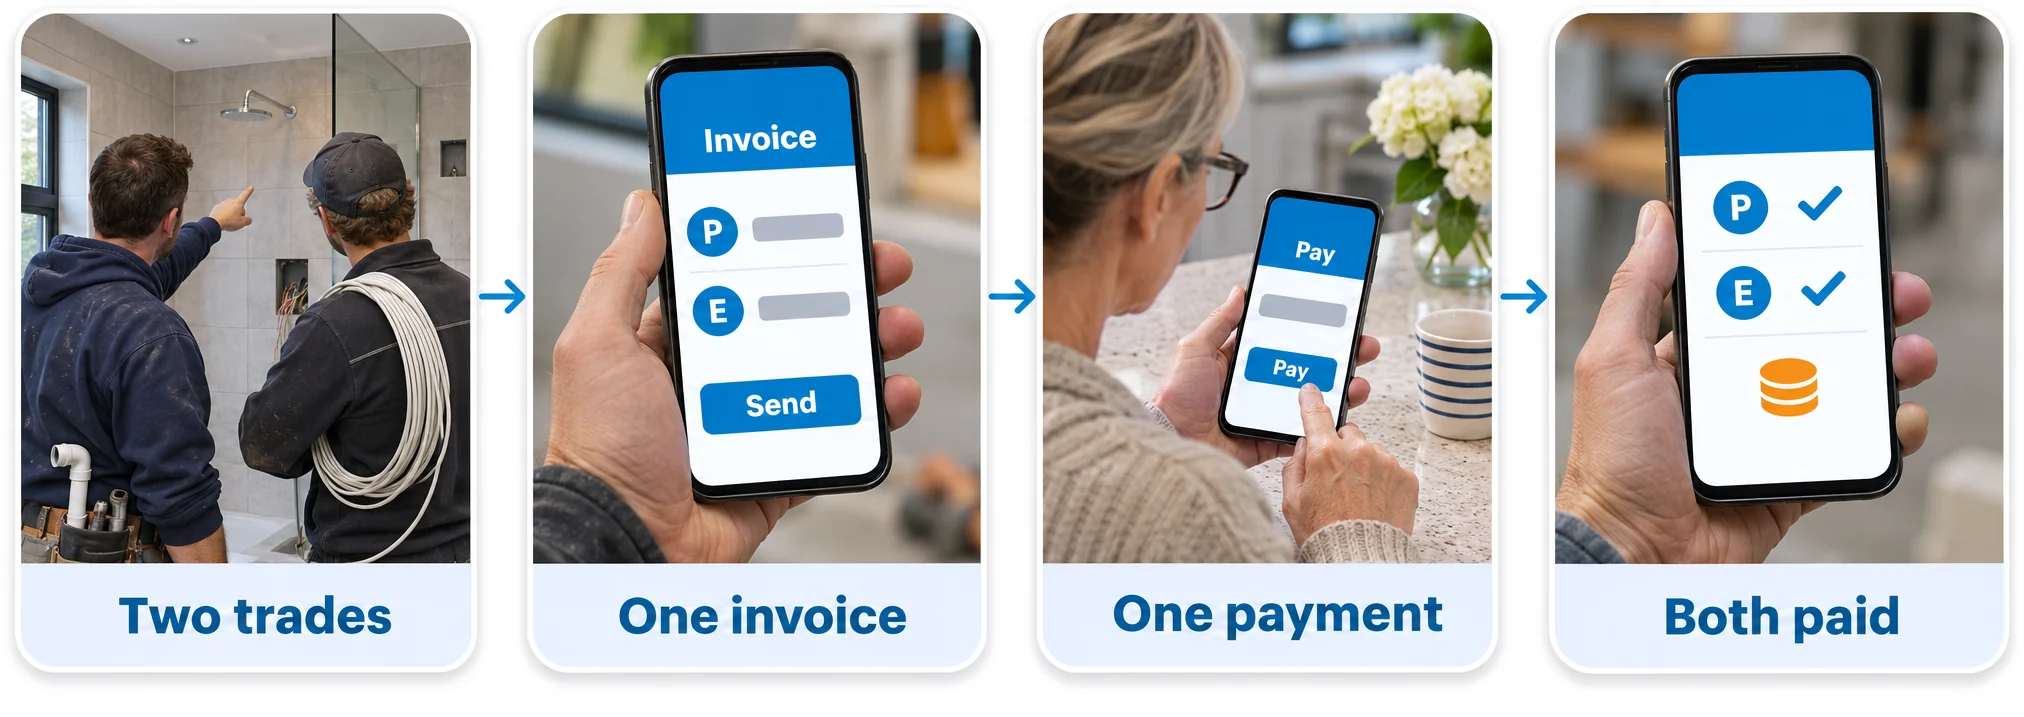 Invoice
P
E
Send
Two trades
One invoice
Pay
Pay
One payment
P
E
Both paid